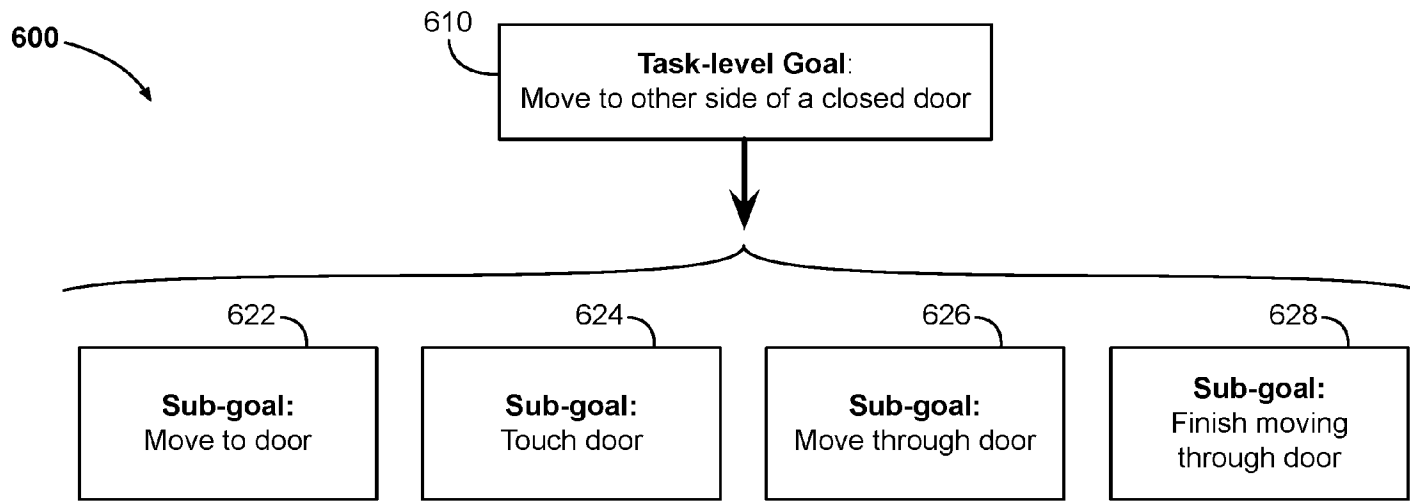 600
610
Task-level Goal:
Move to other side of a closed door
622
624
626
628
Sub-goal:
Move to door
Sub-goal:
Touch door
Sub-goal:
Move through door
Sub-goal:
Finish moving
through door